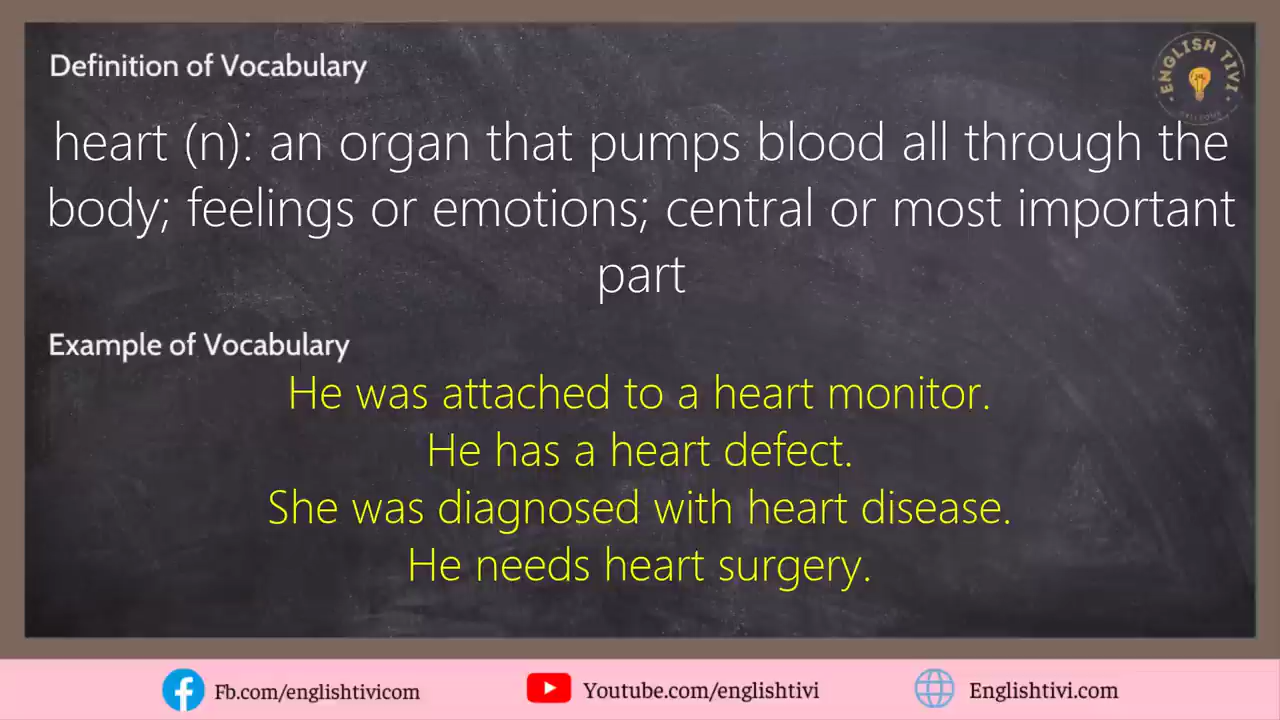 Definition of Vocabulary
ENGLISH TIVI
heart (n): an organ that pumps blood all through the
body; feelings or emotions; central or most important
part
Example of Vocabulary
He was attached to a heart monitor.
He has a heart defect.
She was diagnosed with heart disease.
He needs heart surgery.
Fb.com/englishtivicom
Youtube.com/englishtivi
Englishtivi.com